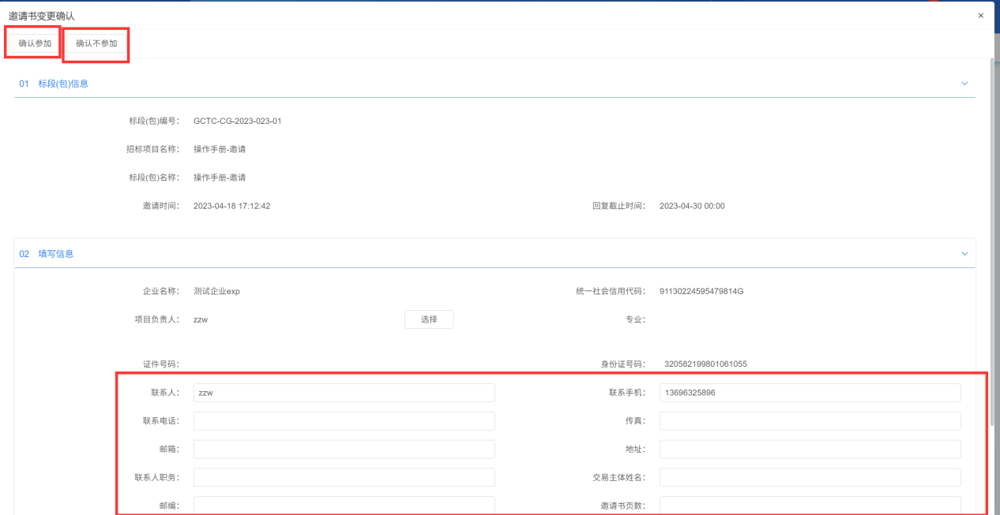 邀请书变更确认
×
确认参加 确认不参加
01 标段(包)信息
标段(包)编号： GCTC-CG-2023-023-01
招标项目名称： 操作手册-邀请
标段(包)名称： 操作手册-邀请
邀请时间： 2023-04-18 17:12:42 回复截止时间： 2023-04-30 00:00
02 填写信息
企业名称： 测试企业exp 统一社会信用代码： 91130224595479814G
项目负责人： zzw 选择 专业：
证件号码： 身份证号码： 320582199801061055
联系人： zzw 联系手机： 13696325896
联系电话： 传真：
邮箱： 地址：
联系人职务： 交易主体姓名：
邮编： 邀请书页数：